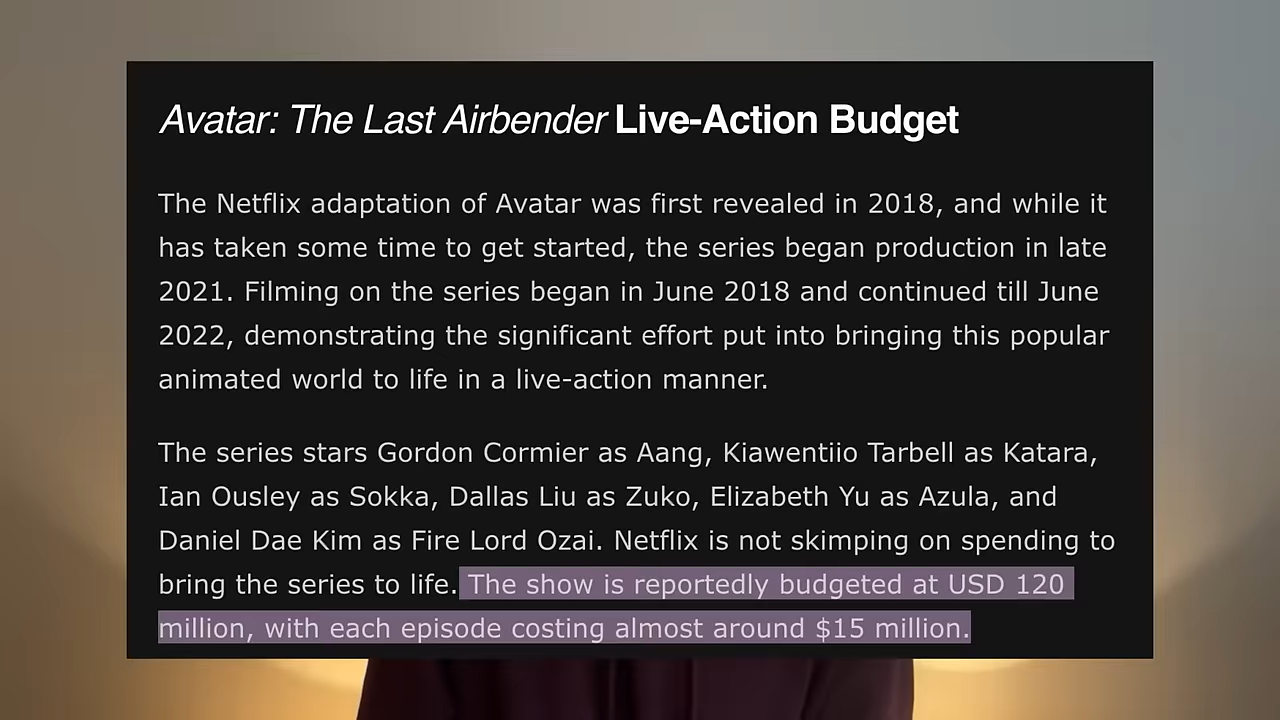 Avatar: The Last Airbender Live-Action Budget
The Netflix adaptation of Avatar was first revealed in 2018, and while it
has taken some time to get started, the series began production in late
2021. Filming on the series began in June 2018 and continued till June
2022, demonstrating the significant effort put into bringing this popular
animated world to life in a live-action manner.
The series stars Gordon Cormier as Aang, Kiawentiio Tarbell as Katara,
Ian Ousley as Sokka, Dallas Liu as Zuko, Elizabeth Yu as Azula, and
Daniel Dae Kim as Fire Lord Ozai. Netflix is not skimping on spending to
bring the series to life. The show is reportedly budgeted at USD 120
million, with each episode costing almost around $15 million.